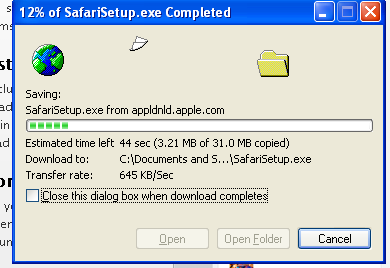 12% of SafariSetup.exe Completed
Saving:
SafariSetup.exe from appldnld.apple.com
Estimated time left 44 sec (3.21 MB of 31.0 MB copied)
Download to: C:\Documents and S...\SafariSetup.exe
Transfer rate: 645 KB/Sec
Close this dialog box when download completes
Open
Open Folder
Cancel